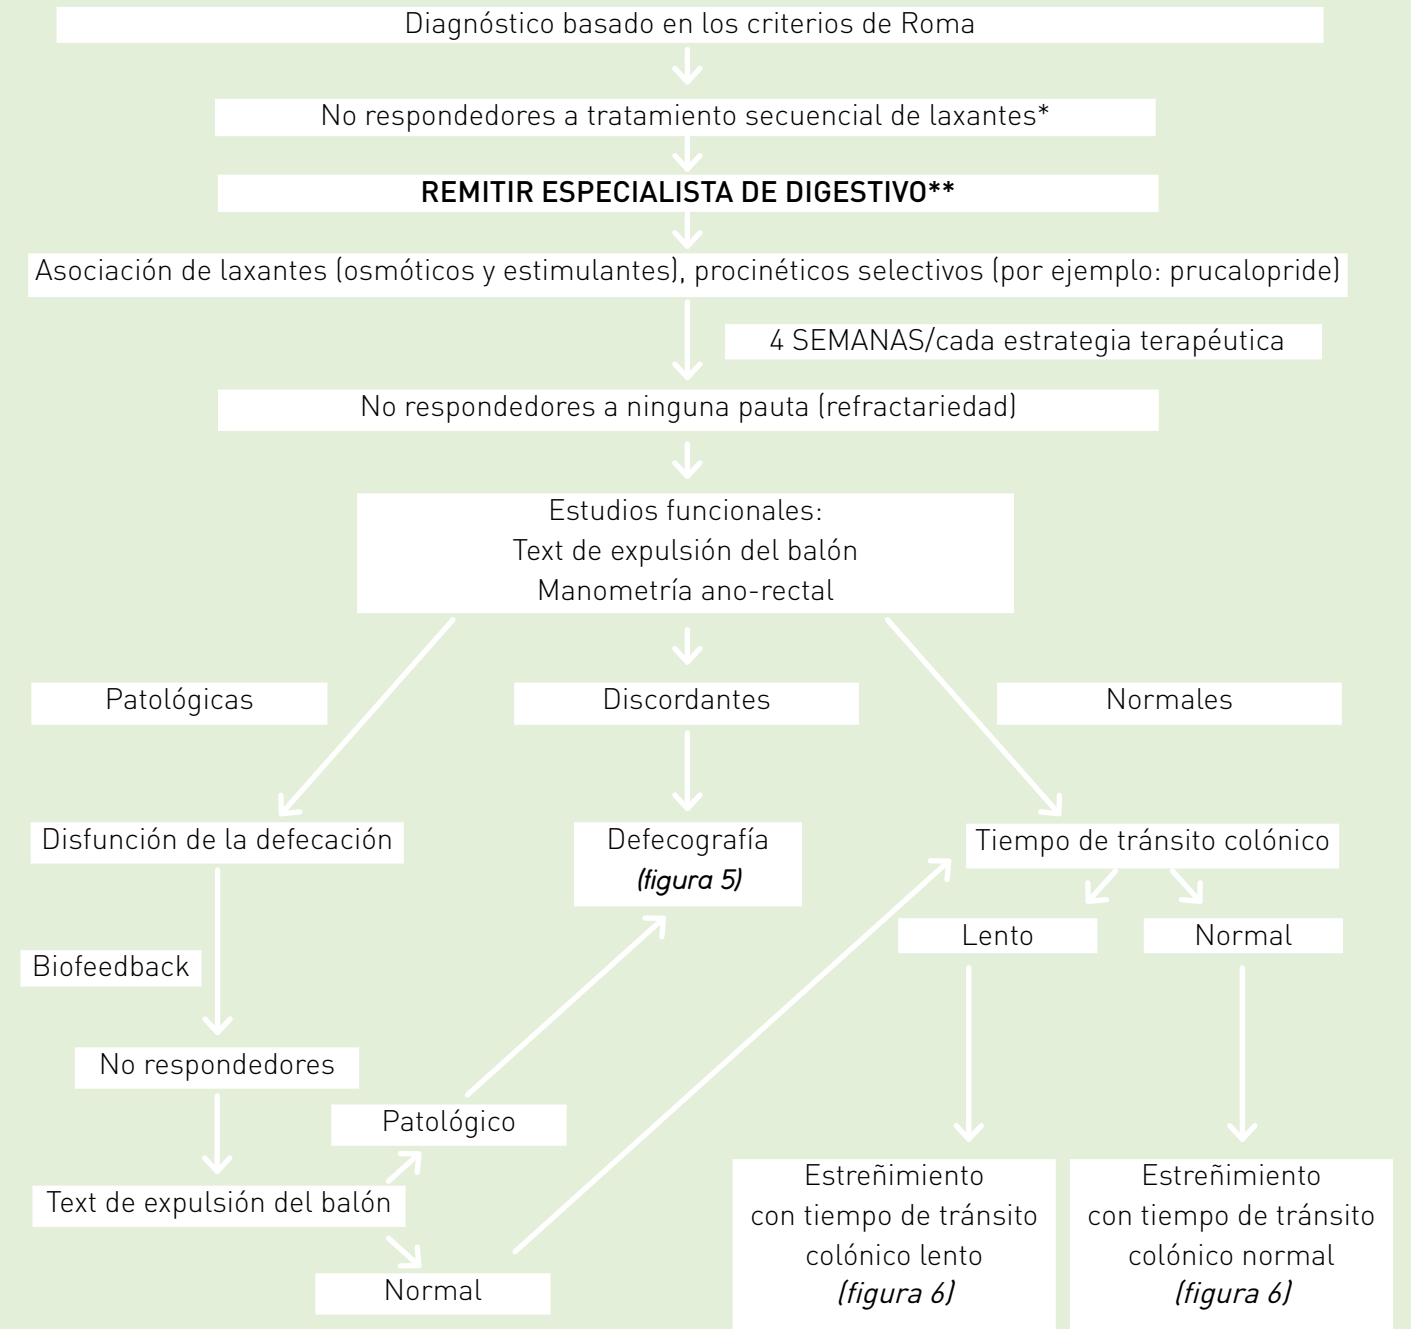 Diagnóstico basado en los criterios de Roma
No respondedores a tratamiento secuencial de laxantes*
REMITIR ESPECIALISTA DE DIGESTIVO**
Asociación de laxantes (osmóticos y estimulantes), procinéticos selectivos (por ejemplo: prucalopride)
4 SEMANAS/cada estrategia terapéutica
No respondedores a ninguna pauta (refractariedad)
Estudios funcionales:
Text de expulsión del balón
Manometría ano-rectal
Patológicas
Discordantes
Normales
Disfunción de la defecación
Defecografía
(figura 5)
Tiempo de tránsito colónico
Lento
Normal
Biofeedback
No respondedores
Patológico
Text de expulsión del balón
Normal
Estreñimiento
con tiempo de tránsito
colónico lento
(figura 6)
Estreñimiento
con tiempo de tránsito
colónico normal
(figura 6)